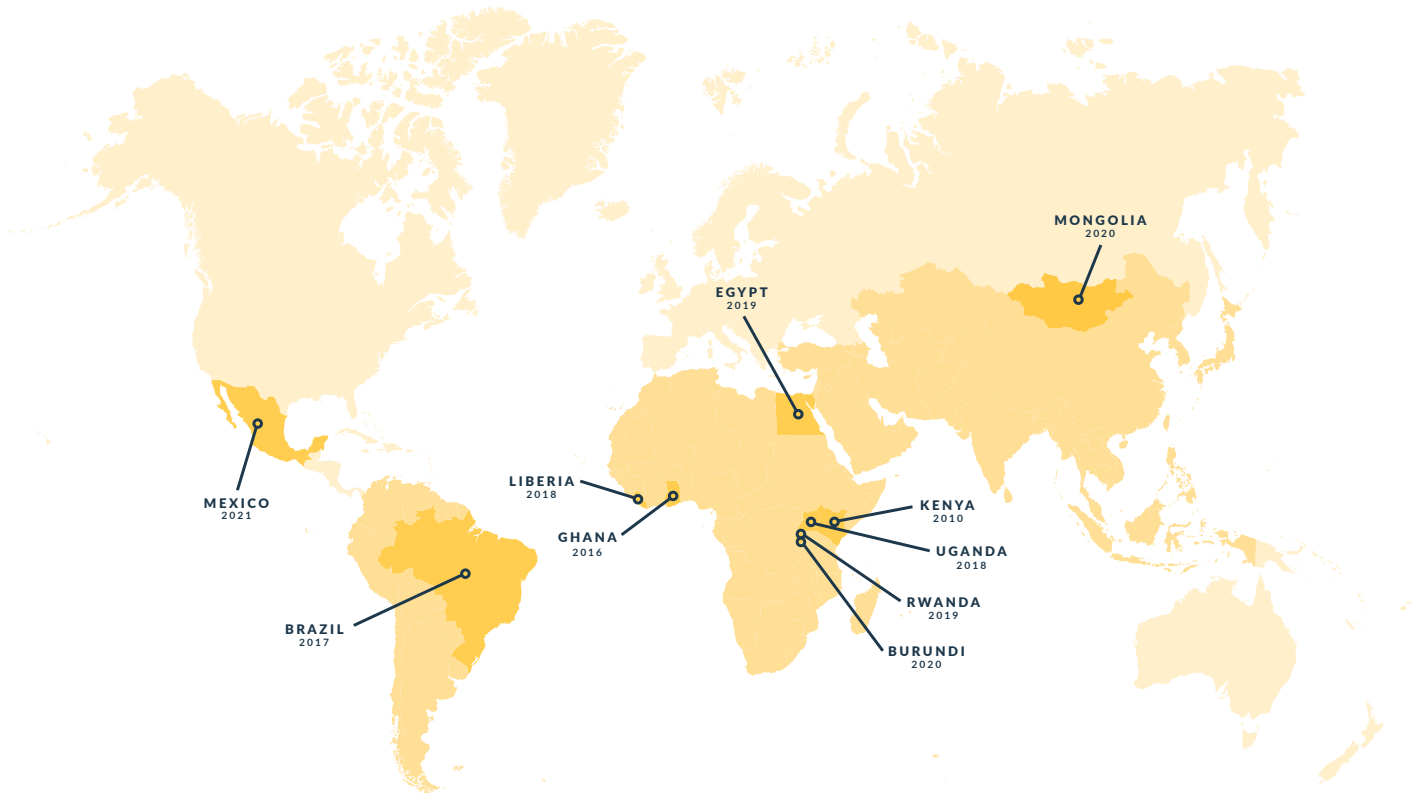 MONGOLIA
2020
EGYPT
2019
MEXICO
2021
LIBERIA
2018
GHANA
2016
KENYA
2010
UGANDA
2018
RWANDA
2019
BRAZIL
2017
BURUNDI
2020